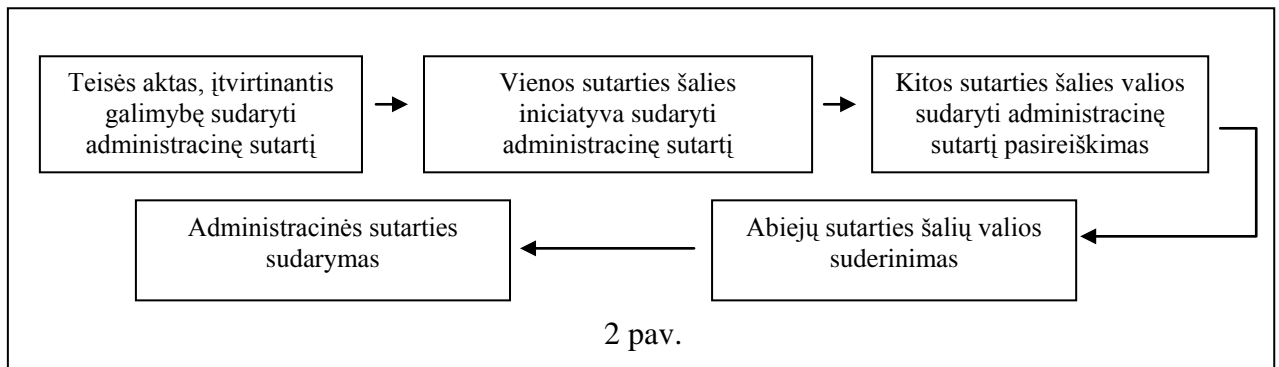 Teisės aktas, įtvirtinantis
galimybę sudaryti
administracinę sutartį
Vienos sutarties šalies
iniciatyva sudaryti
administracinę sutartį
Kitos sutarties šalies valios
sudaryti administracinę
sutartį pasireiškimas
Abiejų sutarties šalių valios
suderinimas
Administracinės sutarties
sudarymas
2 pav.